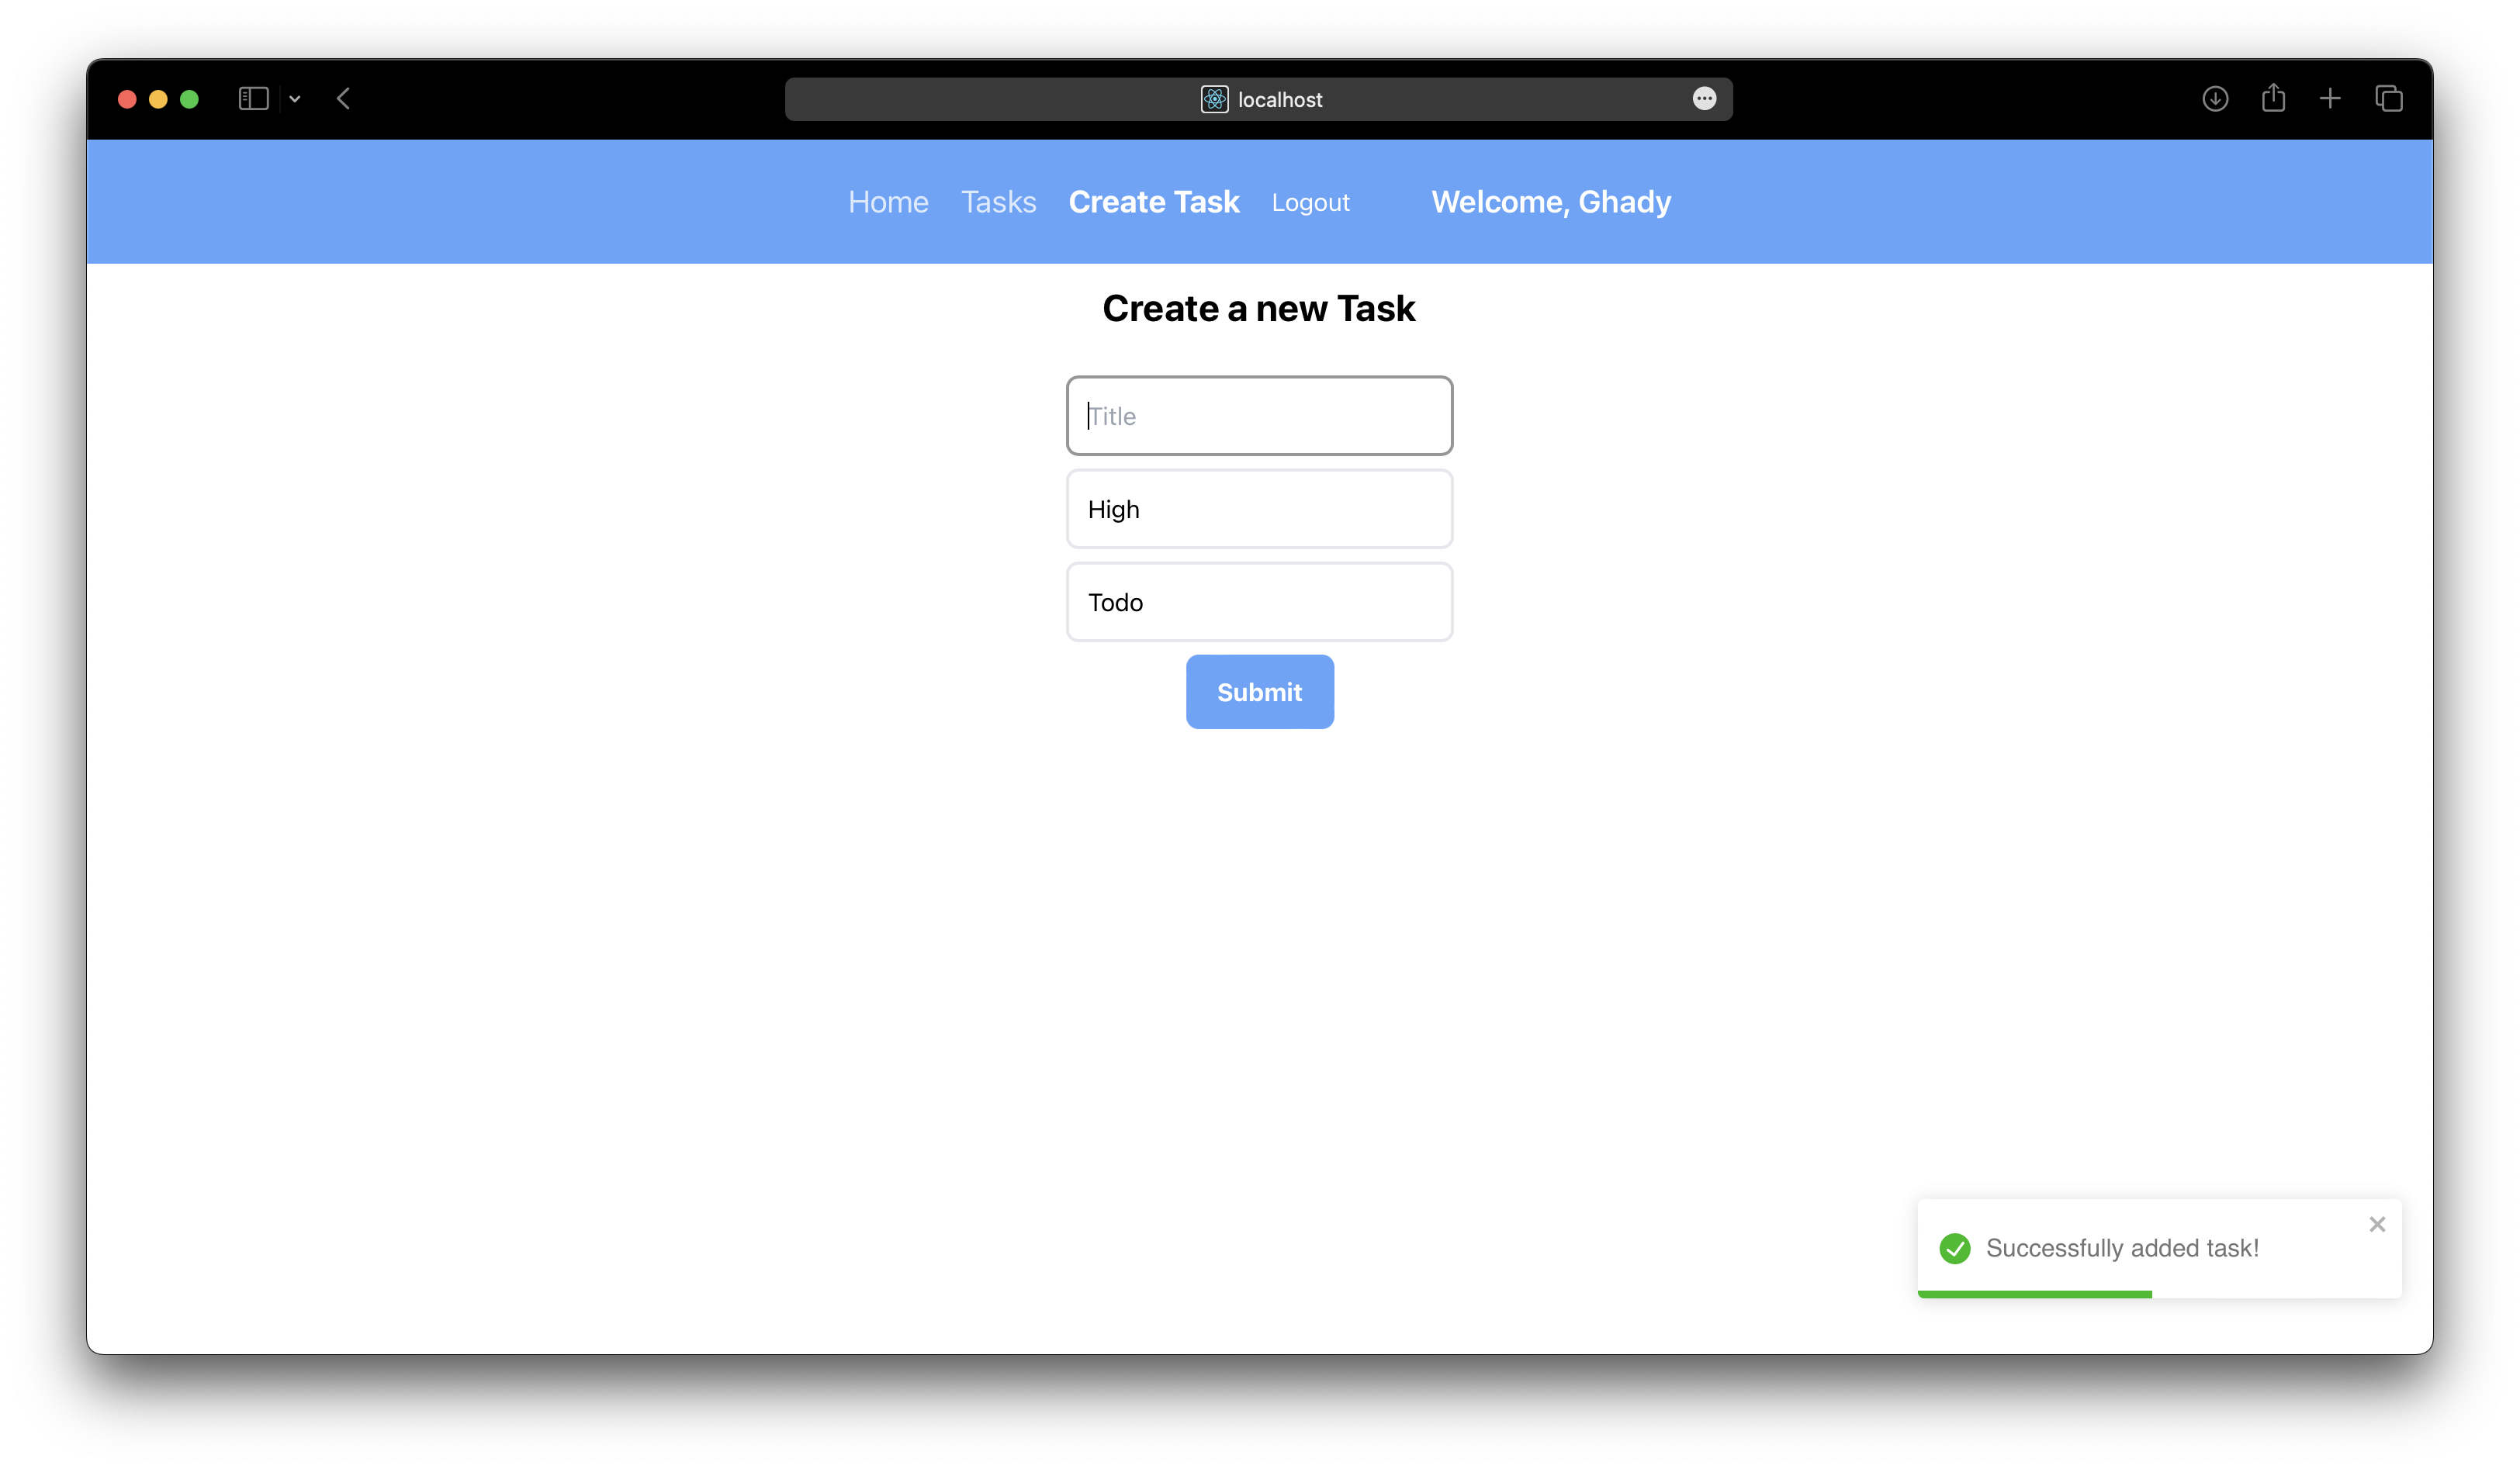 localhost
Home Tasks Create Task Logout Welcome, Ghady
Create a new Task
Title
High
Todo
Submit
Successfully added task!